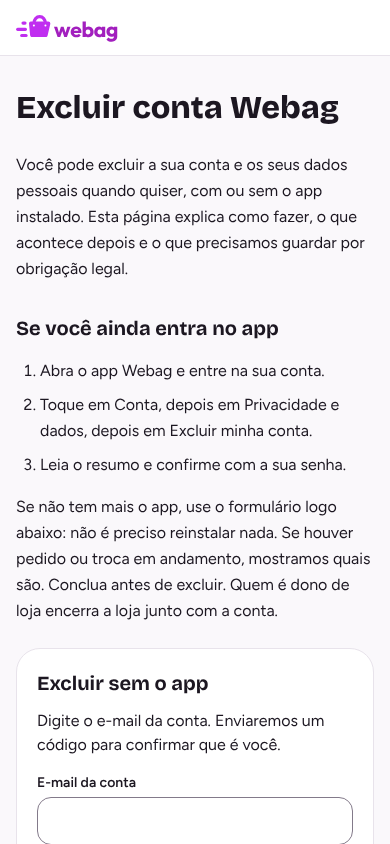 webag
Excluir conta Webag
Você pode excluir a sua conta e os seus dados
pessoais quando quiser, com ou sem o app
instalado. Esta página explica como fazer, o que
acontece depois e o que precisamos guardar por
obrigação legal.
Se você ainda entra no app
1. Abra o app Webag e entre na sua conta.
2. Toque em Conta, depois em Privacidade e
dados, depois em Excluir minha conta.
3. Leia o resumo e confirme com a sua senha.
Se não tem mais o app, use o formulário logo
abaixo: não é preciso reinstalar nada. Se houver
pedido ou troca em andamento, mostramos quais
são. Conclua antes de excluir. Quem é dono de
loja encerra a loja junto com a conta.
Excluir sem o app
Digite o e-mail da conta. Enviaremos um
código para confirmar que é você.
E-mail da conta